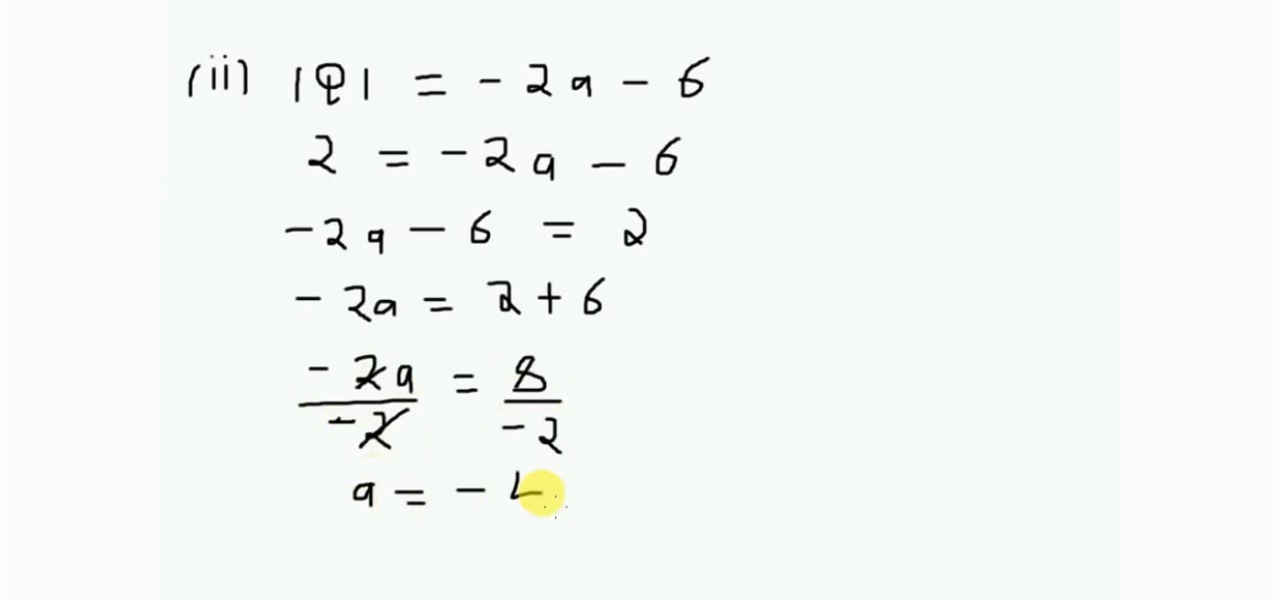 (ii) |Q| = - 2a - 6
2 = - 2a - 6
- 2a - 6 = 2
- 2a = 2 + 6
- 2a = 8
- 2 - 2
a = - 4